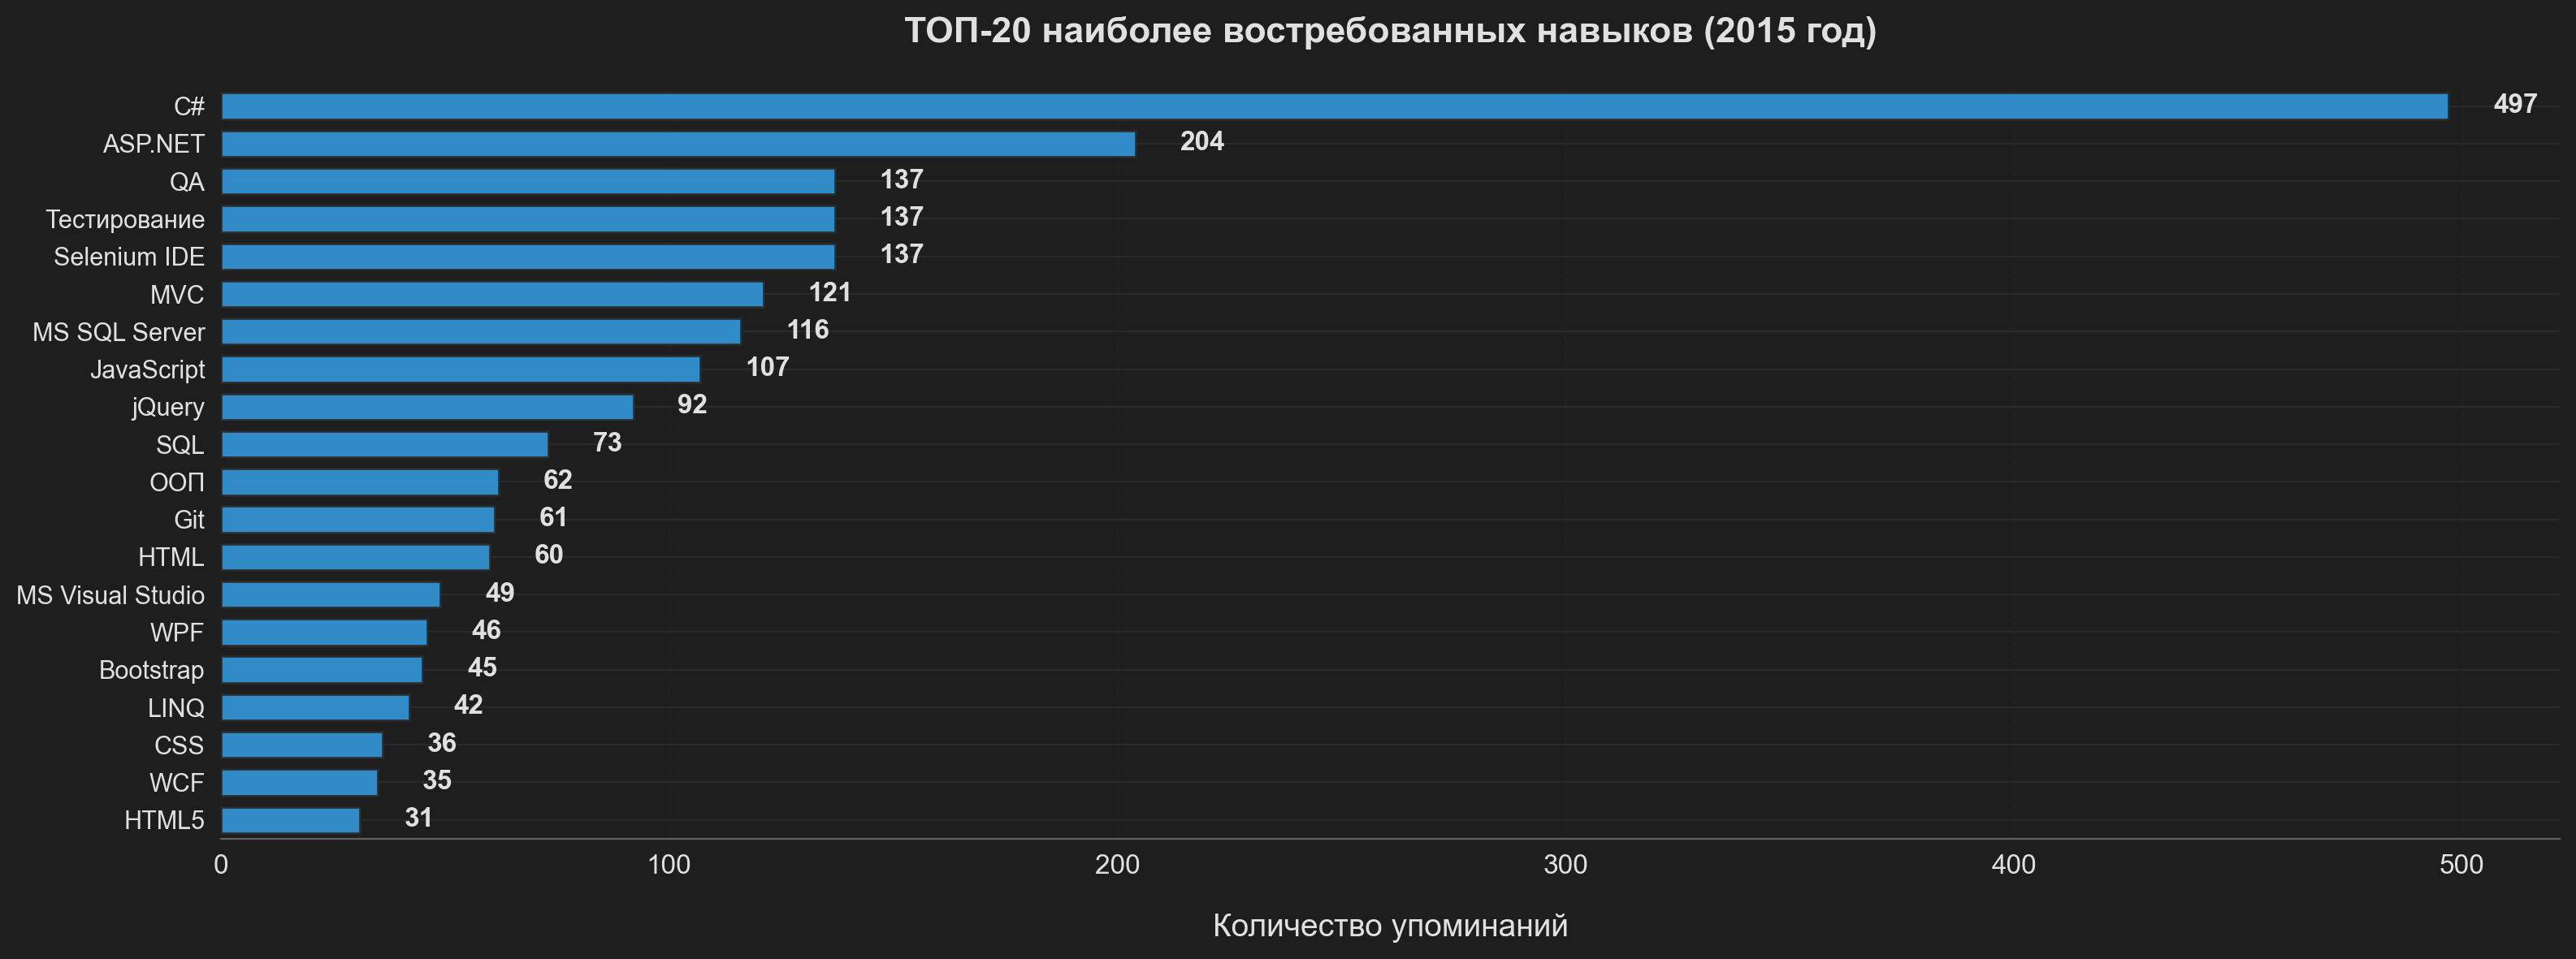 ТОП-20 наиболее востребованных навыков (2015 год)
C# 497
ASP.NET 204
QA 137
Тестирование 137
Selenium IDE 137
MVC 121
MS SQL Server 116
JavaScript 107
jQuery 92
SQL 73
ООП 62
Git 61
HTML 60
MS Visual Studio 49
WPF 46
Bootstrap 45
LINQ 42
CSS 36
WCF 35
HTML5 31
0 100 200 300 400 500
Количество упоминаний